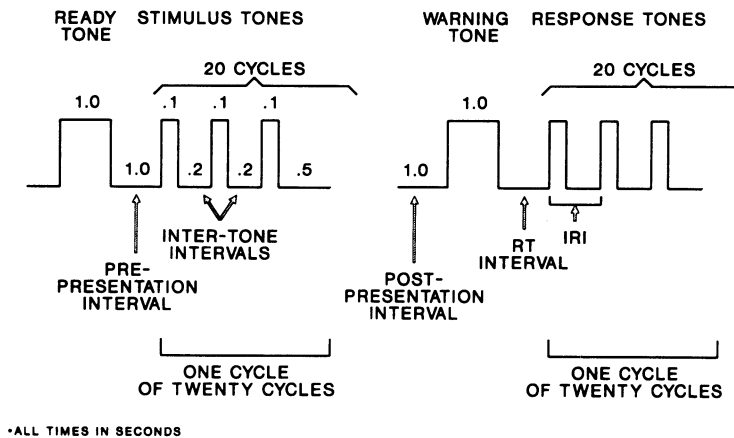 READY
TONE
STIMULUS TONES
20 CYCLES
1.0
.1
.1
.1
1.0
.2
.2
.5
INTER-TONE
INTERVALS
PRE-
PRESENTATION
INTERVAL
ONE CYCLE
OF TWENTY CYCLES
WARNING
TONE
RESPONSE TONES
20 CYCLES
1.0
1.0
RT
INTERVAL
IRI
POST-
PRESENTATION
INTERVAL
ONE CYCLE
OF TWENTY CYCLES
•ALL TIMES IN SECONDS